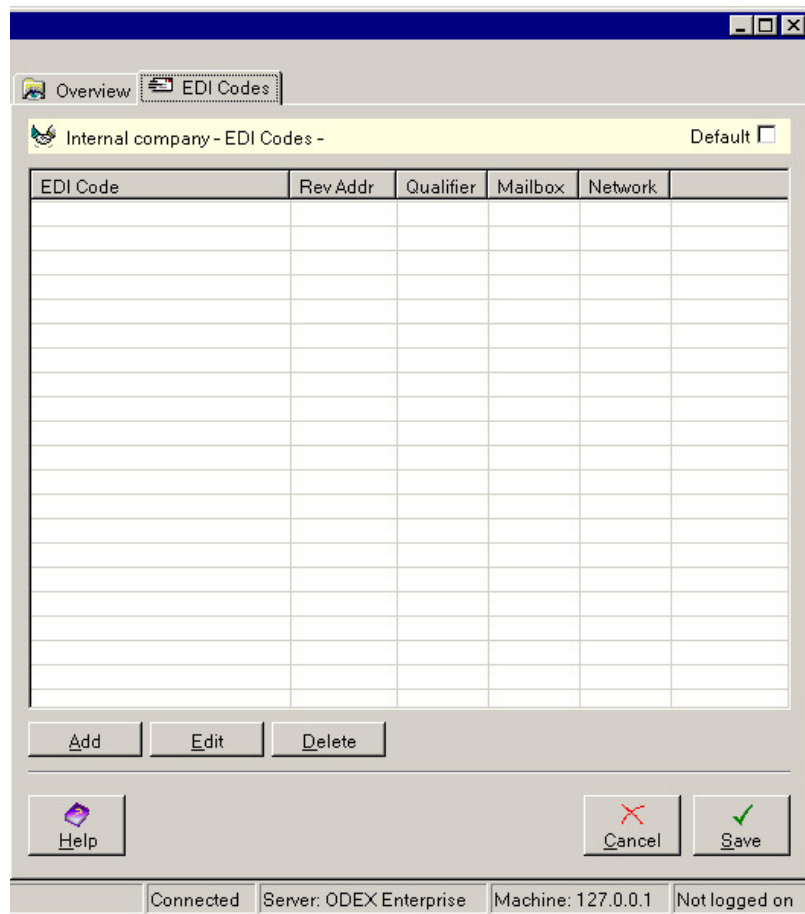 Overview EDI Codes
Internal company - EDI Codes - Default
EDI Code Rev Addr Qualifier Mailbox Network
Add Edit Delete
Help Cancel Save
Connected Server: ODEX Enterprise Machine: 127.0.0.1 Not logged on